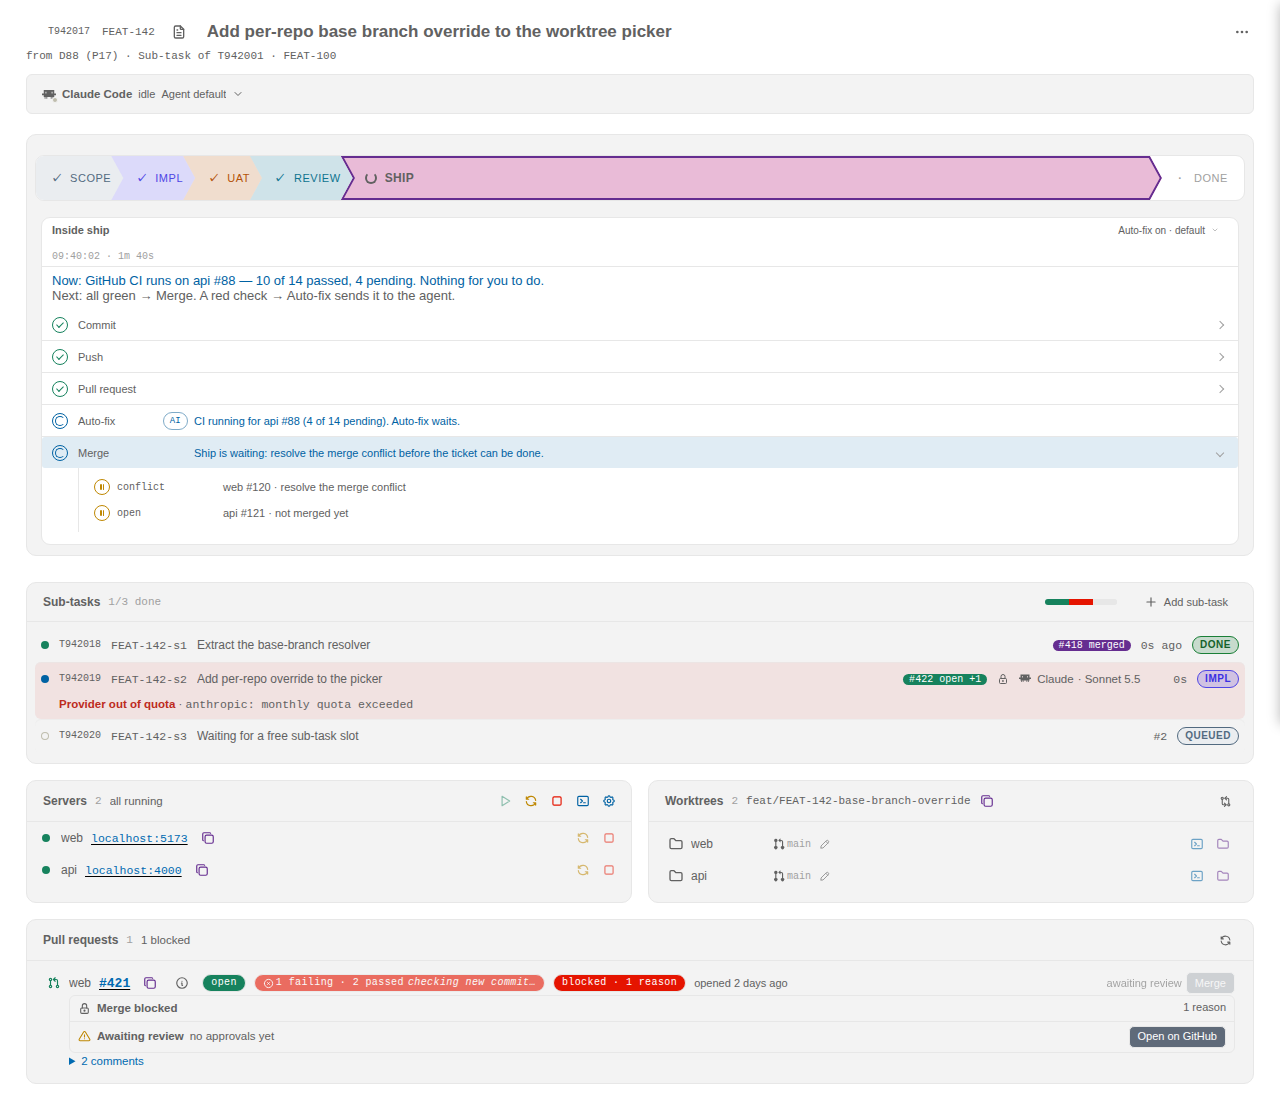 T942017 FEAT-142 Add per-repo base branch override to the worktree picker
from D88 (P17) · Sub-task of T942001 · FEAT-100
Claude Code idle Agent default
SCOPE IMPL UAT REVIEW SHIP · DONE
Inside ship Auto-fix on · default
09:40:02 · 1m 40s
Now: GitHub CI runs on api #88 — 10 of 14 passed, 4 pending. Nothing for you to do.
Next: all green → Merge. A red check → Auto-fix sends it to the agent.
Commit
Push
Pull request
Auto-fix AI CI running for api #88 (4 of 14 pending). Auto-fix waits.
Merge Ship is waiting: resolve the merge conflict before the ticket can be done.
conflict web #120 · resolve the merge conflict
open api #121 · not merged yet
Sub-tasks 1/3 done Add sub-task
T942018 FEAT-142-s1 Extract the base-branch resolver #418 merged 0s ago DONE
T942019 FEAT-142-s2 Add per-repo override to the picker #422 open +1 Claude · Sonnet 5.5 0s IMPL
Provider out of quota · anthropic: monthly quota exceeded
T942020 FEAT-142-s3 Waiting for a free sub-task slot #2 QUEUED
Servers 2 all running
web localhost:5173
api localhost:4000
Worktrees 2 feat/FEAT-142-base-branch-override
web main
api main
Pull requests 1 1 blocked
web #421 open 1 failing · 2 passed checking new commit… blocked · 1 reason opened 2 days ago awaiting review Merge
Merge blocked 1 reason
Awaiting review no approvals yet Open on GitHub
2 comments